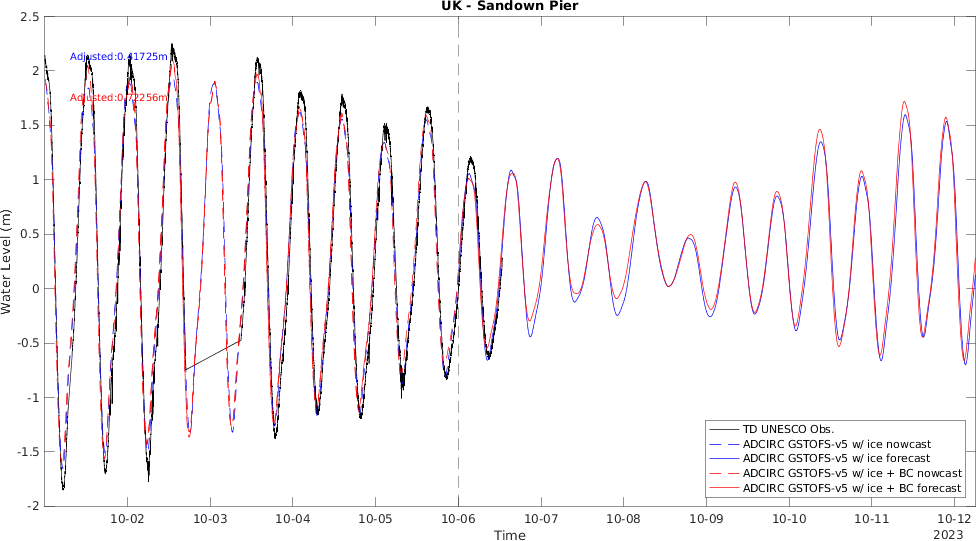 UK - Sandown Pier
Adjusted:0.41725m
Adjusted:0.72256m
Water Level (m)
2.5
2
1.5
1
0.5
0
-0.5
-1
-1.5
-2
10-02
10-03
10-04
10-05
10-06
10-07
10-08
10-09
10-10
10-11
10-12
Time
2023
TD UNESCO Obs.
ADCIRC GSTOFS-v5 w/ ice nowcast
ADCIRC GSTOFS-v5 w/ ice forecast
ADCIRC GSTOFS-v5 w/ ice + BC nowcast
ADCIRC GSTOFS-v5 w/ ice + BC forecast